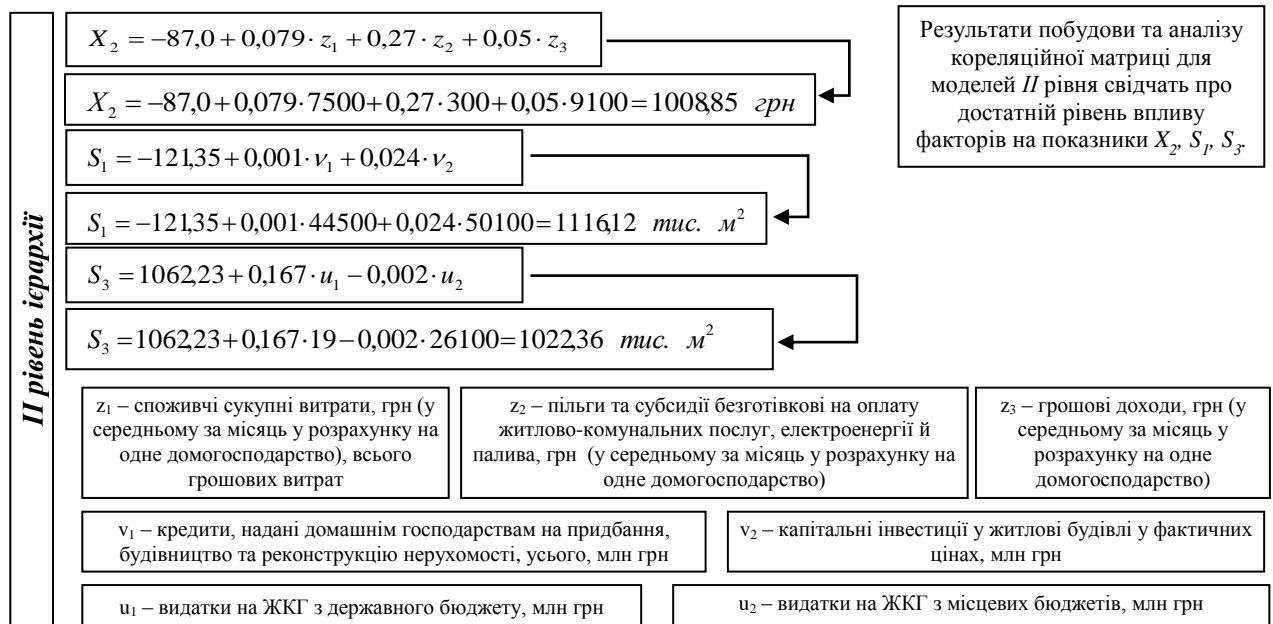 II рівень ієрархії
X₂ = −87,0 + 0,079 · z₁ + 0,27 · z₂ + 0,05 · z₃
X₂ = −87,0 + 0,079 · 7500 + 0,27 · 300 + 0,05 · 9100 = 100885 грн
S₁ = −121,35 + 0,001 · ν₁ + 0,024 · ν₂
S₁ = −121,35 + 0,001 · 44500 + 0,024 · 50100 = 1116,12 тис. м²
S₃ = 1062,23 + 0,167 · u₁ − 0,002 · u₂
S₃ = 1062,23 + 0,167 · 19 − 0,002 · 26100 = 1022,36 тис. м²
Результати побудови та аналізу
кореляційної матриці для
моделей II рівня свідчать про
достатній рівень впливу
факторів на показники X₂, S₁, S₃.
z₁ – споживчі сукупні витрати, грн (у
середньому за місяць у розрахунку на
одне домогосподарство), всього
грошових витрат
z₂ – пільги та субсидії безготівкові на оплату
житлово-комунальних послуг, електроенергії й
палива, грн (у середньому за місяць у розрахунку на
одне домогосподарство)
z₃ – грошові доходи, грн (у
середньому за місяць у
розрахунку на одне
домогосподарство)
v₁ – кредити, надані домашнім господарствам на придбання,
будівництво та реконструкцію нерухомості, усього, млн грн
v₂ – капітальні інвестиції у житлові будівлі у фактичних
цінах, млн грн
u₁ – видатки на ЖКГ з державного бюджету, млн грн
u₂ – видатки на ЖКГ з місцевих бюджетів, млн грн